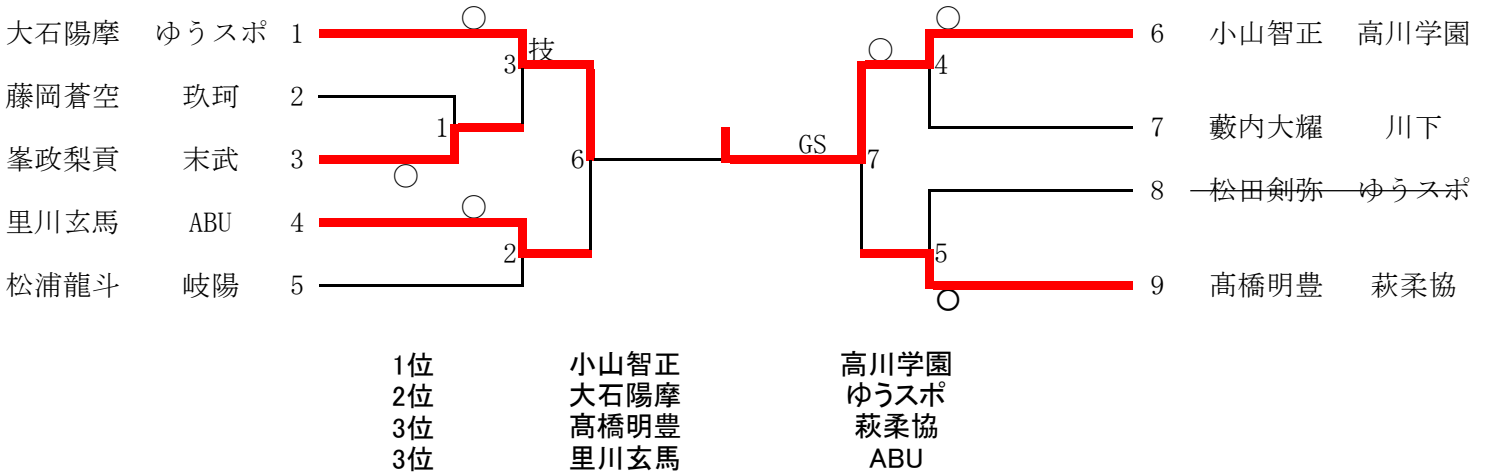 大石陽摩 ゆうスポ 1
技
3
藤岡蒼空 玖珂 2
1
峯政梨貢 末武 3
6
里川玄馬 ABU 4
2
松浦龍斗 岐陽 5
GS
7
6 小山智正 高川学園
4
7 藪内大耀 川下
8 松田剣弥 ゆうスポ
5
9 髙橋明豊 萩柔協
1位 小山智正 高川学園
2位 大石陽摩 ゆうスポ
3位 髙橋明豊 萩柔協
3位 里川玄馬 ABU